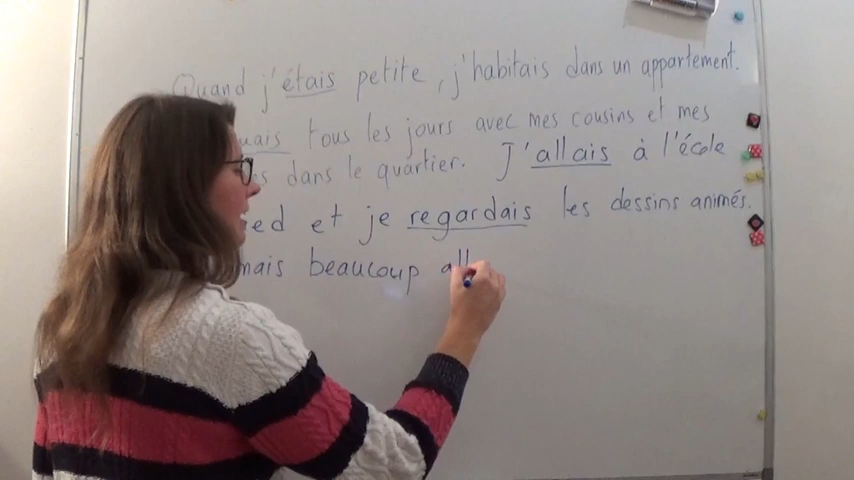 Quand j'étais petite, j'habitais dans un appartement.
tous les jours avec mes cousins et mes
dans le quartier. J'allais à l'école
et je regardais les dessins animés.
beaucoup all